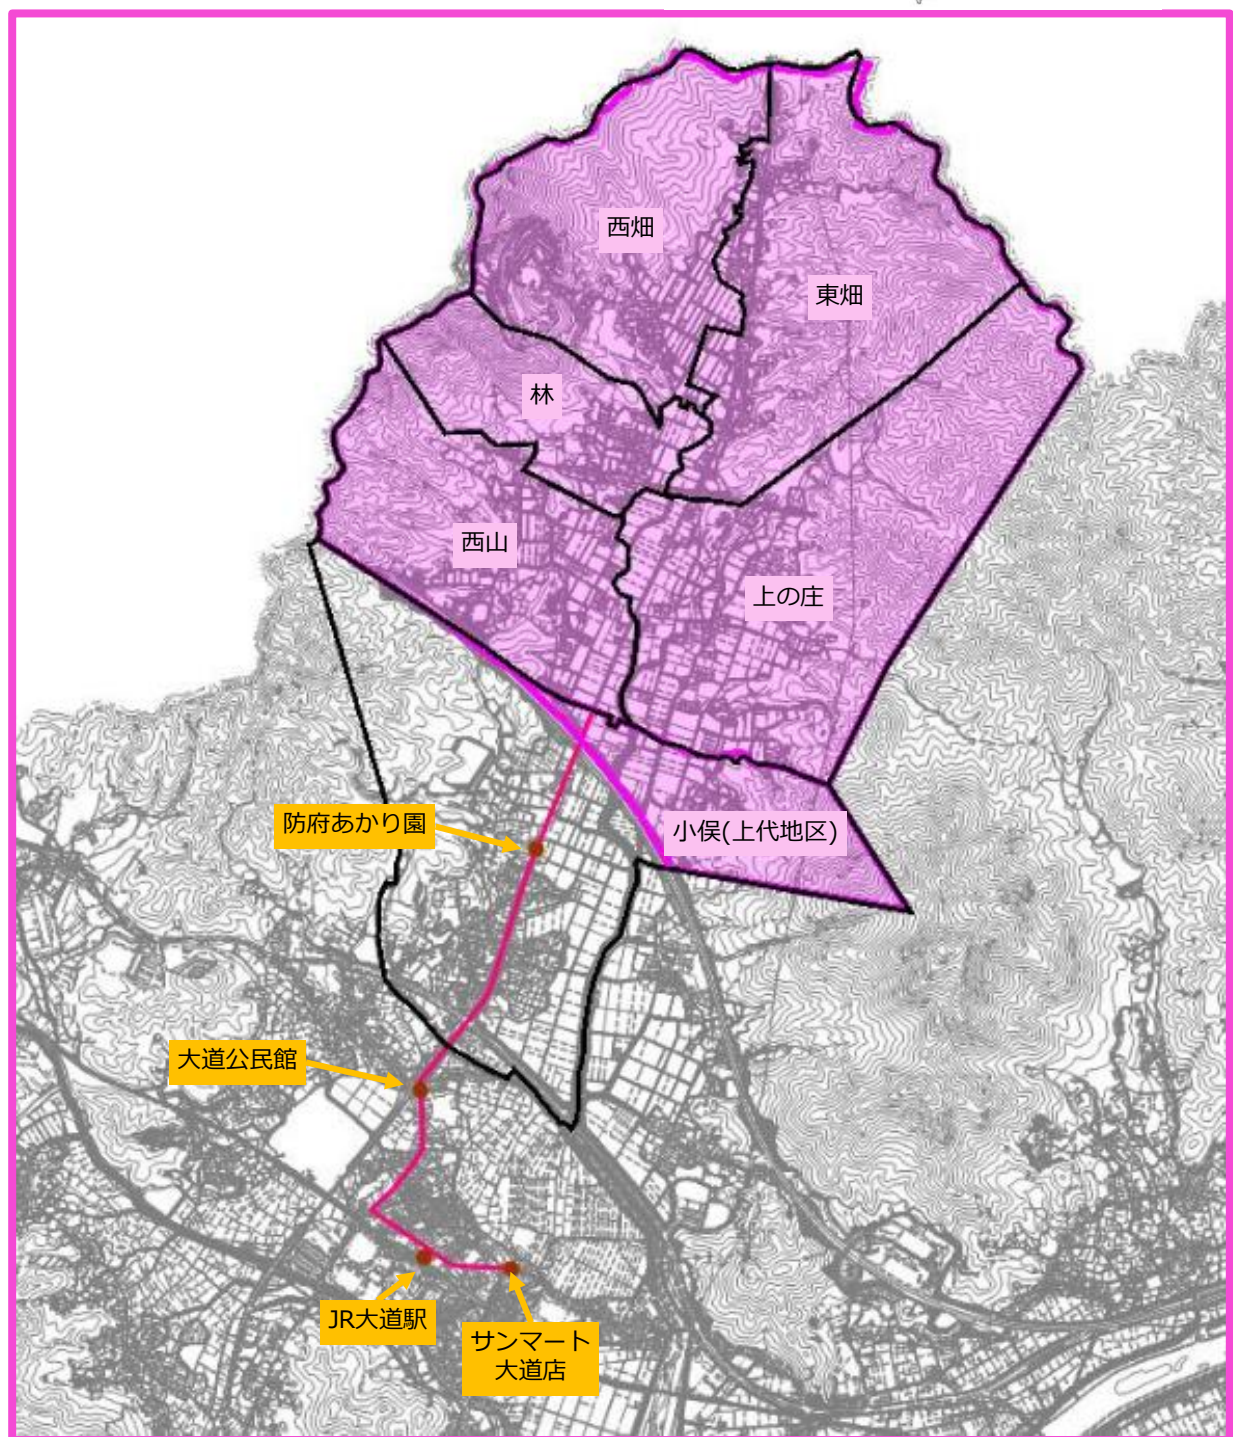 西畑
東畑
林
西山
上の庄
防府あかり園
小俣(上代地区)
大道公民館
JR大道駅
サンマート
大道店